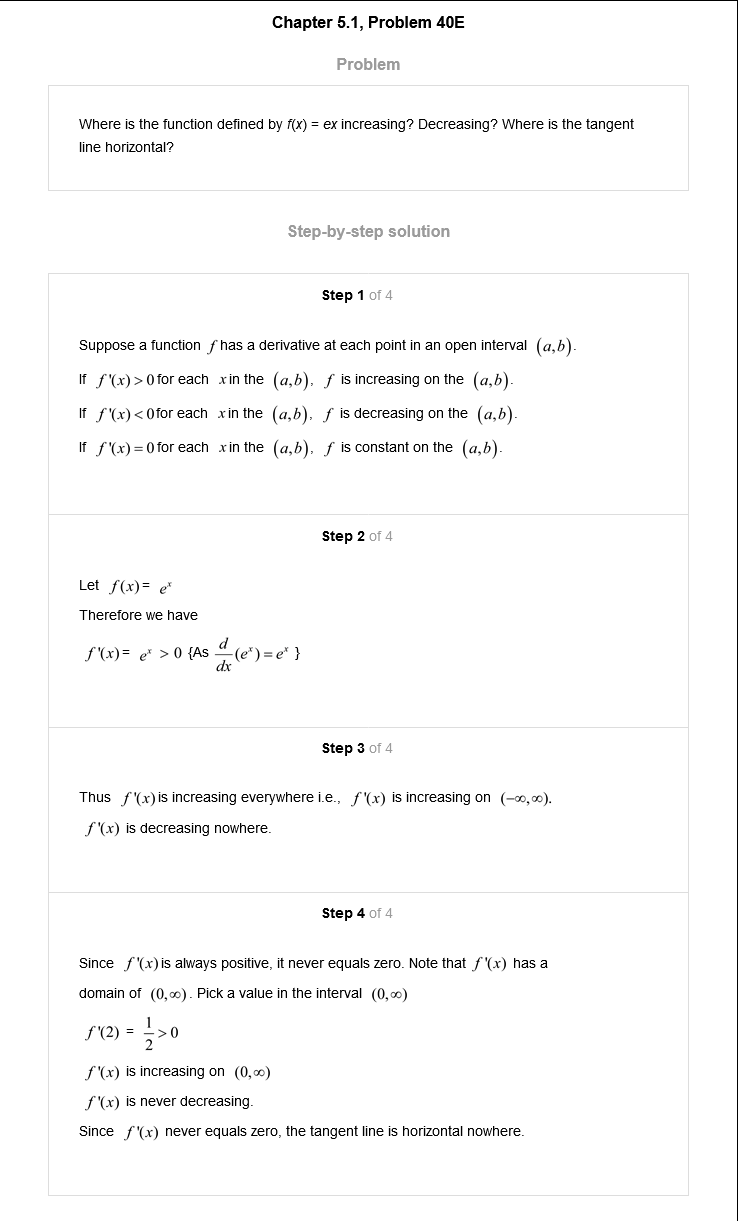 Chapter 5.1, Problem 40E
Problem
Where is the function defined by f(x) = ex increasing? Decreasing? Where is the tangent
line horizontal?
Step-by-step solution
Step 1 of 4
Suppose a function f has a derivative at each point in an open interval (a,b).
If f'(x) > 0 for each x in the (a,b), f is increasing on the (a,b).
If f'(x) < 0 for each x in the (a,b), f is decreasing on the (a,b).
If f'(x) = 0 for each x in the (a,b), f is constant on the (a,b).
Step 2 of 4
Let f(x) = eˣ
Therefore we have
f'(x) = eˣ > 0 {As d/dx (eˣ) = eˣ }
Step 3 of 4
Thus f'(x) is increasing everywhere i.e., f'(x) is increasing on (−∞,∞).
f'(x) is decreasing nowhere.
Step 4 of 4
Since f'(x) is always positive, it never equals zero. Note that f'(x) has a
domain of (0,∞). Pick a value in the interval (0,∞)
f'(2) = 1/2 > 0
f'(x) is increasing on (0,∞)
f'(x) is never decreasing.
Since f'(x) never equals zero, the tangent line is horizontal nowhere.